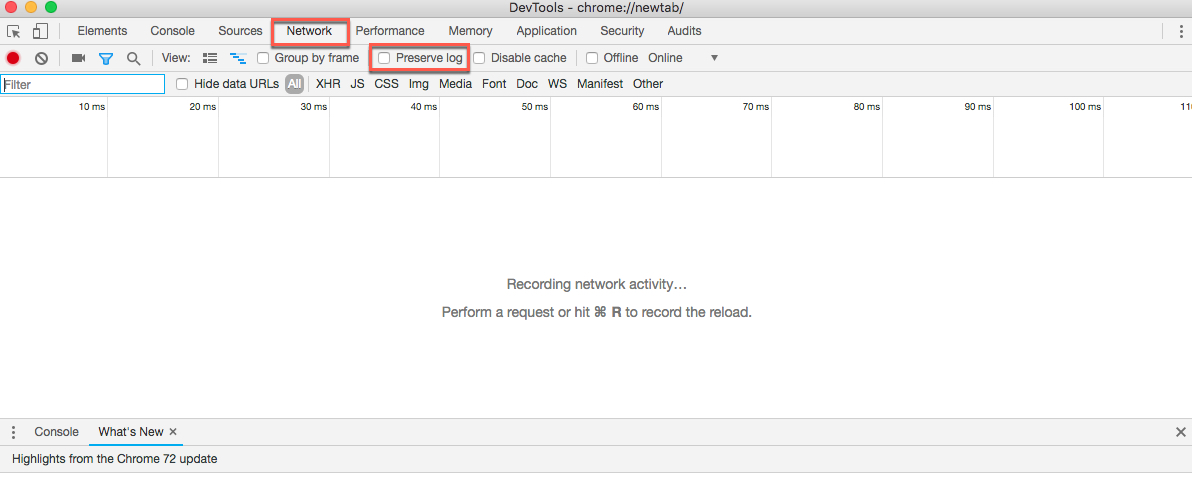 DevTools - chrome://newtab/
Elements Console Sources Network Performance Memory Application Security Audits
View: Group by frame Preserve log Disable cache Offline Online
Filter Hide data URLs All XHR JS CSS Img Media Font Doc WS Manifest Other
10 ms 20 ms 30 ms 40 ms 50 ms 60 ms 70 ms 80 ms 90 ms 100 ms
Recording network activity…
Perform a request or hit ⌘ R to record the reload.
Console What's New
Highlights from the Chrome 72 update